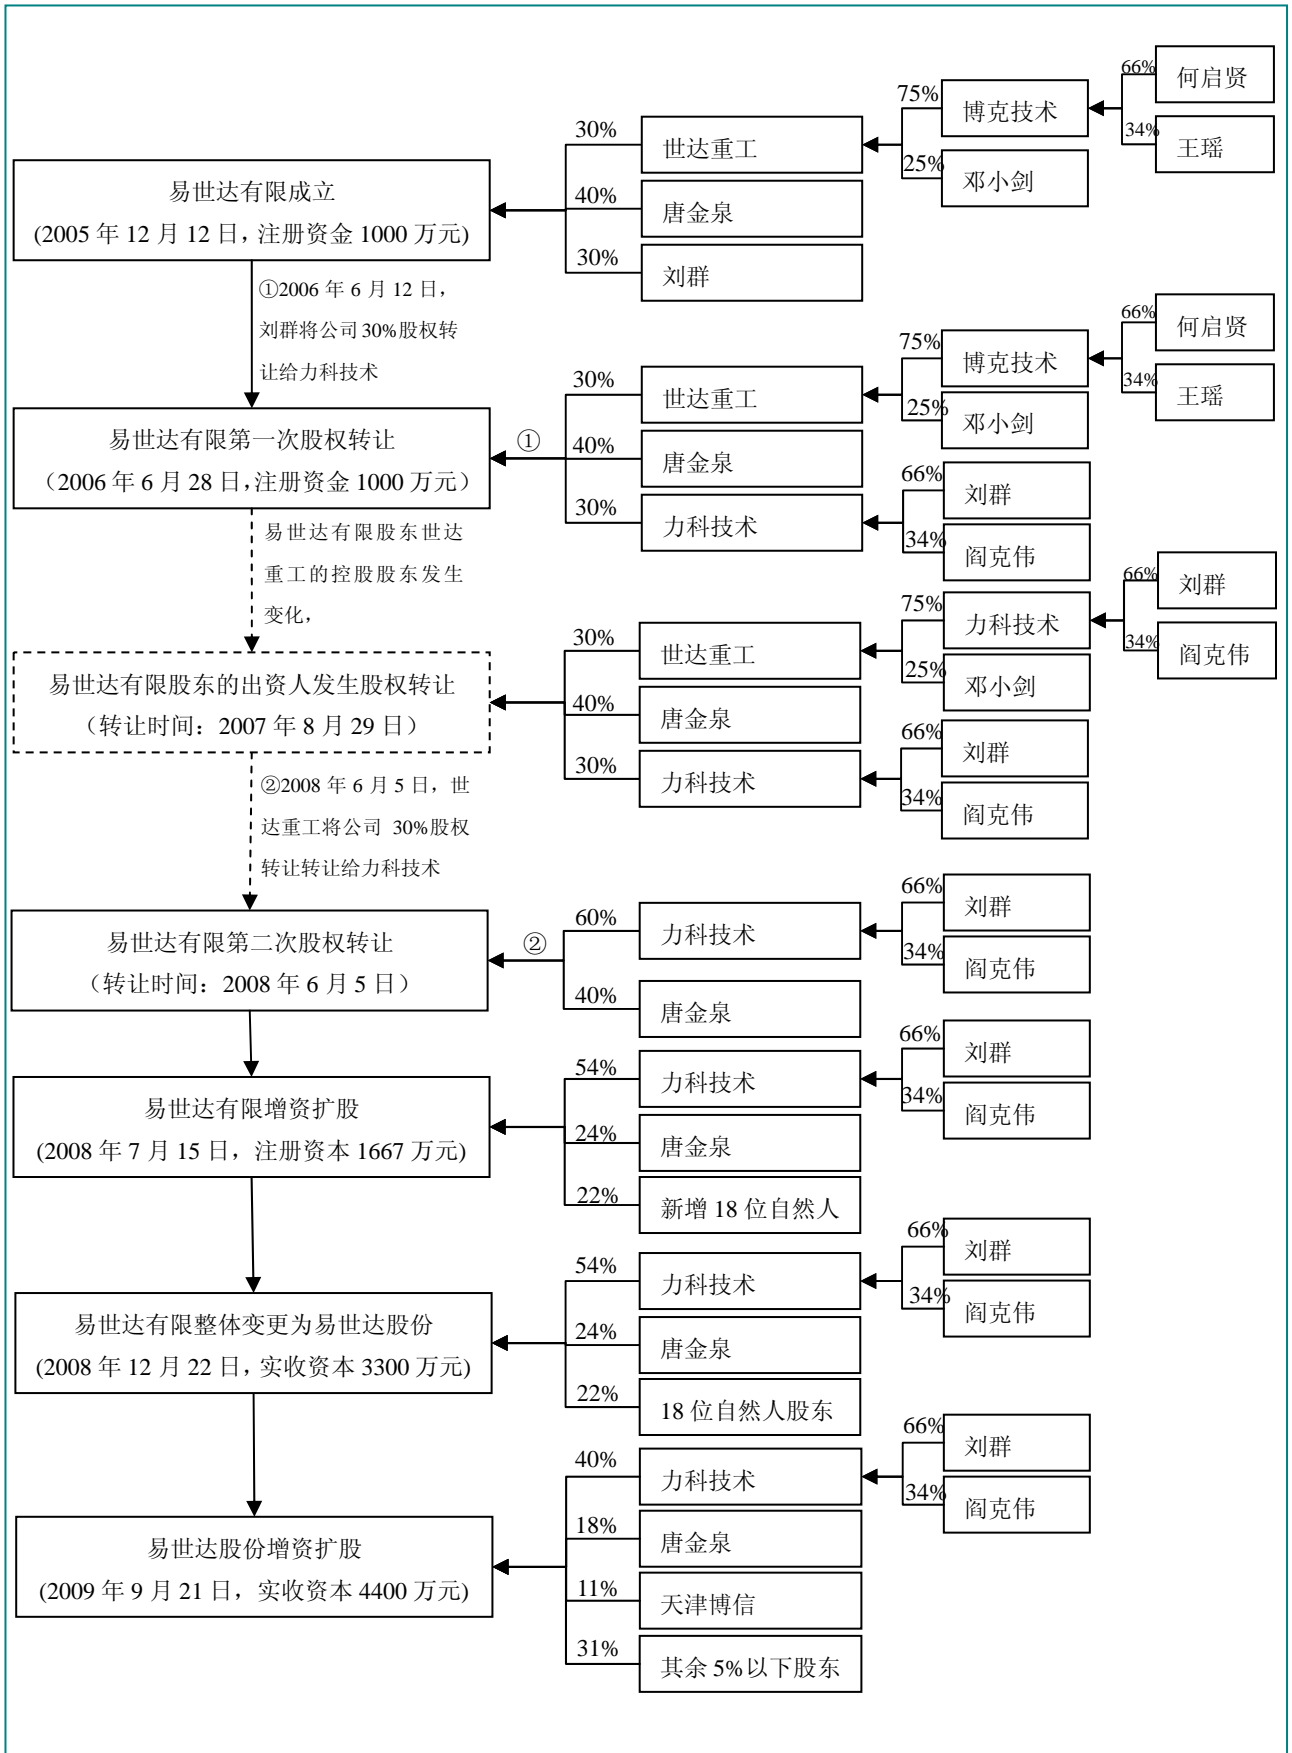 66%
何启贤
75%
博克技术
34%
王瑶
30%
世达重工
25%
邓小剑
易世达有限成立
(2005 年 12 月 12 日，注册资金 1000 万元)
40%
唐金泉
30%
刘群
①2006 年 6 月 12 日，
刘群将公司30%股权转
让给力科技术
66%
何启贤
75%
博克技术
34%
王瑶
30%
世达重工
25%
邓小剑
易世达有限第一次股权转让
（2006 年 6 月 28 日，注册资金 1000 万元）
①
40%
唐金泉
66%
刘群
30%
力科技术
34%
阎克伟
易世达有限股东世达
重工的控股股东发生
变化，
66%
刘群
75%
力科技术
34%
阎克伟
30%
世达重工
25%
邓小剑
易世达有限股东的出资人发生股权转让
（转让时间：2007 年 8 月 29 日）
40%
唐金泉
66%
刘群
30%
力科技术
34%
阎克伟
②2008 年 6 月 5 日，世
达重工将公司 30%股权
转让转让给力科技术
66%
刘群
60%
力科技术
34%
阎克伟
易世达有限第二次股权转让
（转让时间：2008 年 6 月 5 日）
②
40%
唐金泉
66%
刘群
54%
力科技术
34%
阎克伟
易世达有限增资扩股
(2008 年 7 月 15 日，注册资本 1667 万元)
24%
唐金泉
22%
新增 18 位自然人
66%
刘群
54%
力科技术
34%
阎克伟
易世达有限整体变更为易世达股份
(2008 年 12 月 22 日，实收资本 3300 万元)
24%
唐金泉
22%
18 位自然人股东
66%
刘群
40%
力科技术
34%
阎克伟
易世达股份增资扩股
(2009 年 9 月 21 日，实收资本 4400 万元)
18%
唐金泉
11%
天津博信
31%
其余 5%以下股东